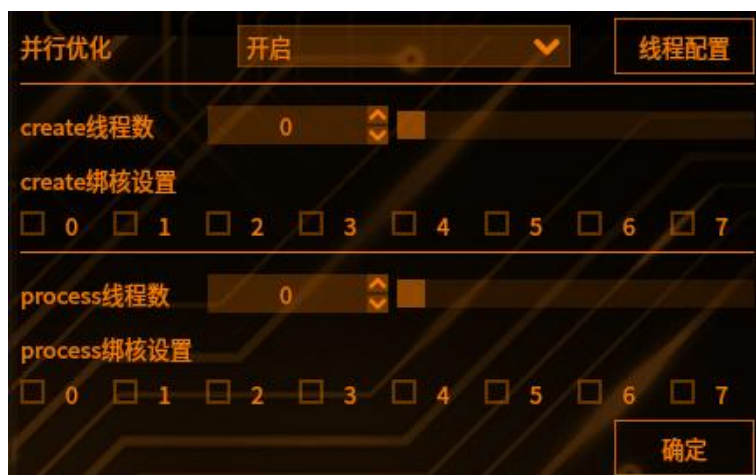 并行优化 开启 线程配置
create线程数 0
create绑核设置
0 1 2 3 4 5 6 7
process线程数 0
process绑核设置
0 1 2 3 4 5 6 7
确定